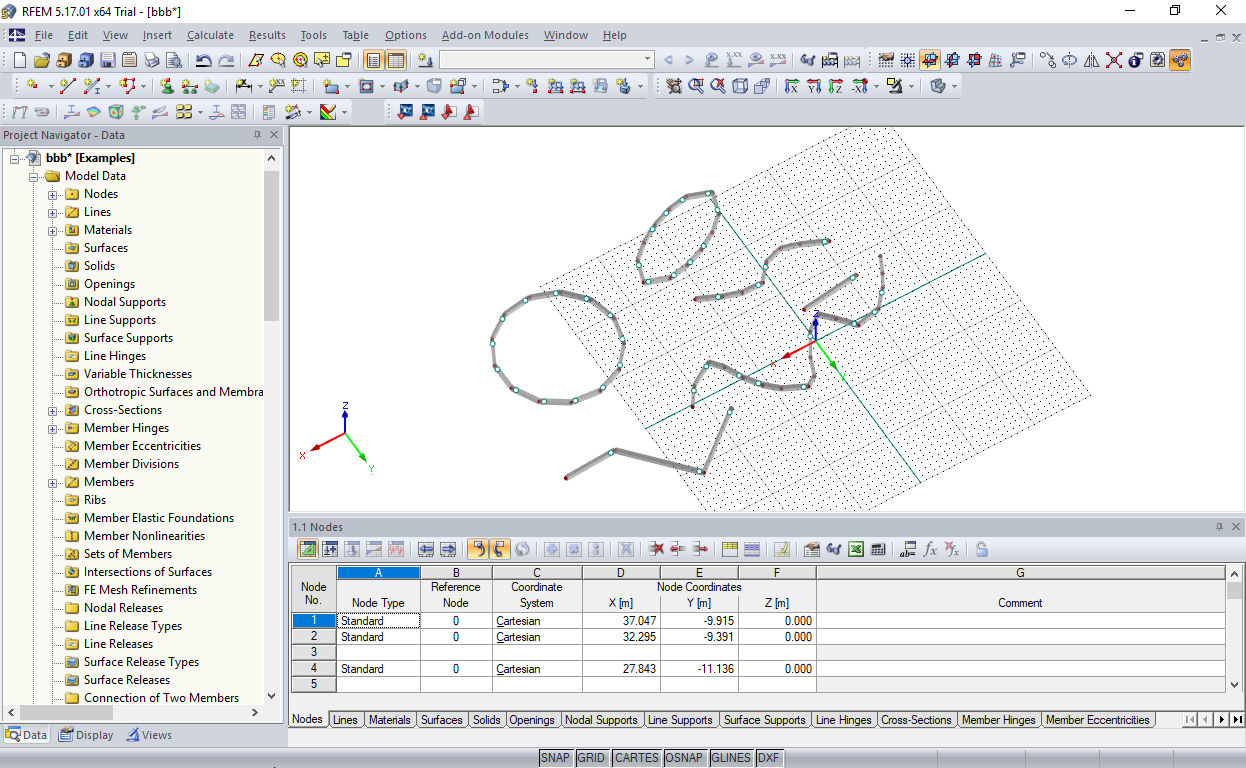 RFEM 5.17.01 x64 Trial - [bbb*]
File Edit View Insert Calculate Results Tools Table Options Add-on Modules Window Help
Project Navigator - Data
bbb* [Examples]
Model Data
Nodes
Lines
Materials
Surfaces
Solids
Openings
Nodal Supports
Line Supports
Surface Supports
Line Hinges
Variable Thicknesses
Orthotropic Surfaces and Membra
Cross-Sections
Member Hinges
Member Eccentricities
Member Divisions
Members
Ribs
Member Elastic Foundations
Member Nonlinearities
Sets of Members
Intersections of Surfaces
FE Mesh Refinements
Nodal Releases
Line Release Types
Line Releases
Surface Release Types
Surface Releases
Connection of Two Members
Data Display Views
Z
X
Y
Z
X
Y
1.1 Nodes
A B C D E F G
Node Reference Coordinate Node Coordinates
No. Node Type Node System X [m] Y [m] Z [m] Comment
1 Standard 0 Cartesian 37.047 -9.915 0.000
2 Standard 0 Cartesian 32.295 -9.391 0.000
3
4 Standard 0 Cartesian 27.843 -11.136 0.000
5
Nodes Lines Materials Surfaces Solids Openings Nodal Supports Line Supports Surface Supports Line Hinges Cross-Sections Member Hinges Member Eccentricities
SNAP GRID CARTES OSNAP GLINES DXF